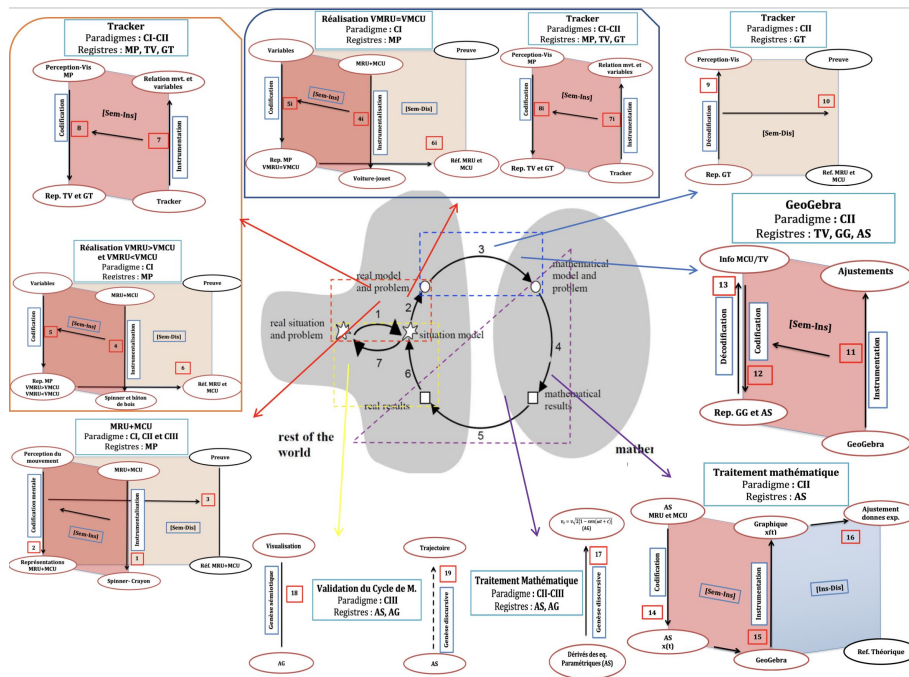 Tracker
Paradigmes : CI-CII
Registres : MP, TV, GT
Perception-Vis
MP
Relation mvt. et
variables
Codification
[Sem-Ins]
8
7
Instrumentation
Rep. TV et GT
Tracker
Réalisation VMRU>VMCU
et VMRU<VMCU
Paradigme : CI
Registres : MP
Variables
MRU+MCU
Preuve
Codification
[Sem-Ins]
5
4
Instrumentalisation
[Sem-Dis]
6
Rep. MP
VMRU>VMCU
VMRU>VMCU
Spinner et bâton
de bois
Réf. MRU et
MCU
Réalisation VMRU=VMCU
Paradigme : CI
Registres : MP
Variables
MRU+MCU
Preuve
Codification
5i
[Sem-Ins]
4i
Instrumentalisation
[Sem-Dis]
6i
Rep. MP
VMRU=VMCU
Voiture-jouet
Réf. MRU et
MCU
Tracker
Paradigmes : CI-CII
Registres : MP, TV, GT
Perception-Vis
MP
Relation mvt. et
variables
Codification
[Sem-Ins]
8i
7i
Instrumentation
Rep. TV et GT
Tracker
Tracker
Paradigme : CII
Registres : GT
Perception-Vis
Preuve
9
10
Décodification
[Sem-Dis]
Rep. GT
Ref. MRU et
MCU
GeoGebra
Paradigme : CII
Registres : TV, GG, AS
Info MCU/TV
Ajustements
13
Décodification
Codification
[Sem-Ins]
12
11
Instrumentation
Rep. GG et AS
GeoGebra
real model
and problem
3
mathematical
model and
problem
real situation
and problem
1
2
situation model
7
6
4
real results
mathematical
results
5
rest of the
world
mather
MRU+MCU
Paradigme : CI, CII et CIII
Registres : MP
Perception du
mouvement
MRU+MCU
Preuve
Codification mentale
3
[Sem-Ins]
Instrumentalisation
[Sem-Dis]
2
1
Représentations
MRU+MCU
Spinner- Crayon
Réf. MRU+MCU
Visualisation
Genèse sémiotique
18
AG
Validation du Cycle de M.
Paradigme : CIII
Registres : AS, AG
Trajectoire
19
Genèse discursive
AS
Traitement Mathématique
Paradigme : CII-CIII
Registres : AS, AG
(AG)
17
Genèse discursive
Dérivés des eq.
Paramétriques (AS)
Traitement mathématique
Paradigme : CII
Registres : AS
AS
MRU et MCU
Graphique
x(t)
Ajustement
donnes exp.
16
Codification
[Sem-Ins]
Instrumentation
[Ins-Dis]
14
15
AS
x(t)
GeoGebra
Ref. Théorique